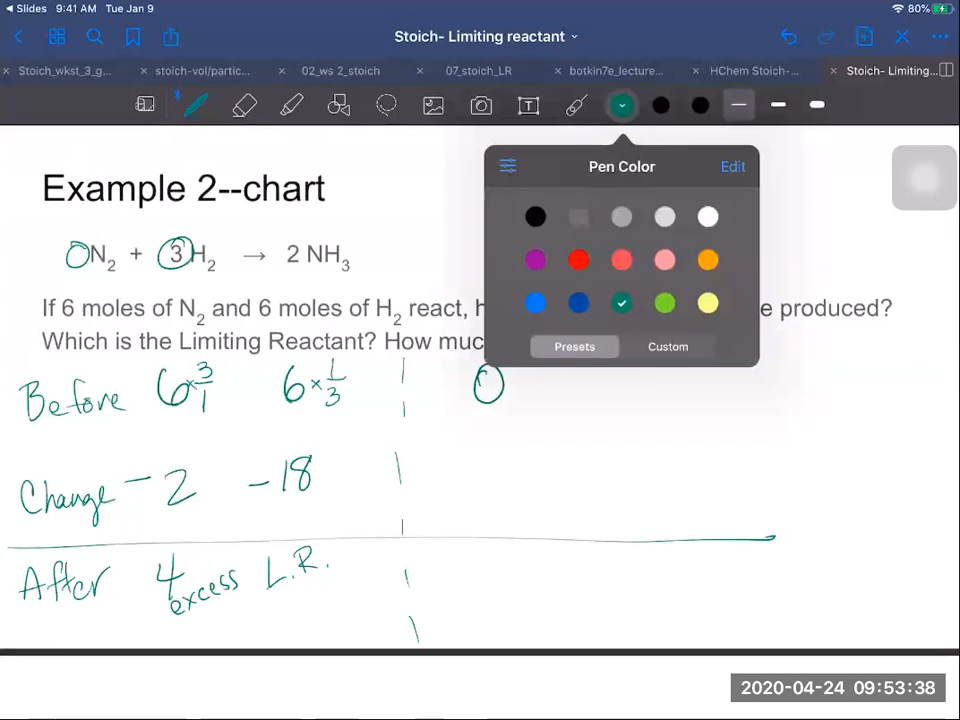 Slides 9:41 AM Tue Jan 9 80%
Stoich- Limiting reactant
Stoich_wkst_3_g... stoich-vol/partic... 02_ws 2_stoich 07_stoich_LR botkin7e_lecture... HChem Stoich-... Stoich- Limiting...
T
Pen Color Edit
Presets Custom
Example 2--chart
N2 + 3 H2 → 2 NH3
If 6 moles of N2 and 6 moles of H2 react, h e produced?
Which is the Limiting Reactant? How muc
Before 6 × 3/1 6 × 1/3 0
Change - 2 - 18
After 4 excess L.R.
2020-04-24 09:53:38